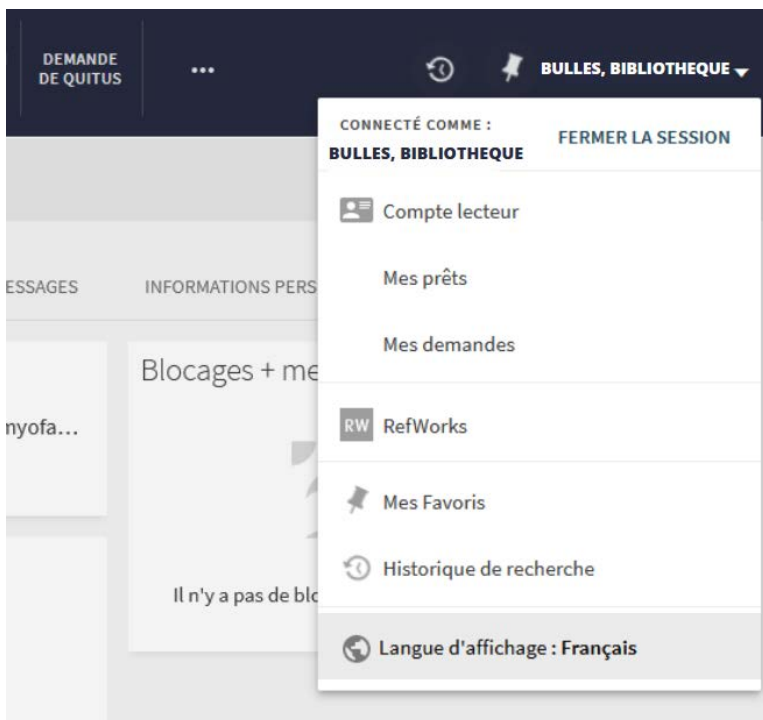 DEMANDE
DE QUITUS
BULLES, BIBLIOTHEQUE
CONNECTÉ COMME :
BULLES, BIBLIOTHEQUE
FERMER LA SESSION
Compte lecteur
Mes prêts
Mes demandes
RW RefWorks
Mes Favoris
Historique de recherche
Langue d'affichage : Français
ESSAGES
INFORMATIONS PERS
Blocages + me
myofa...
Il n'y a pas de blo